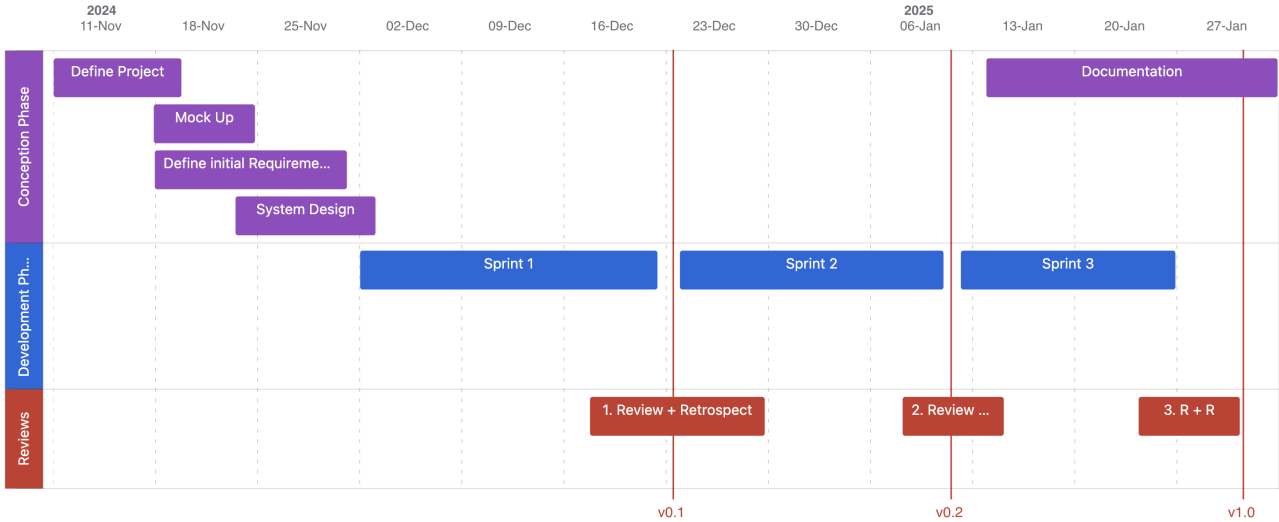 2024
2025
11-Nov 18-Nov 25-Nov 02-Dec 09-Dec 16-Dec 23-Dec 30-Dec 06-Jan 13-Jan 20-Jan 27-Jan
Conception Phase
Define Project
Documentation
Mock Up
Define initial Requireme...
System Design
Development Ph...
Sprint 1
Sprint 2
Sprint 3
Reviews
1. Review + Retrospect
2. Review ...
3. R + R
v0.1
v0.2
v1.0